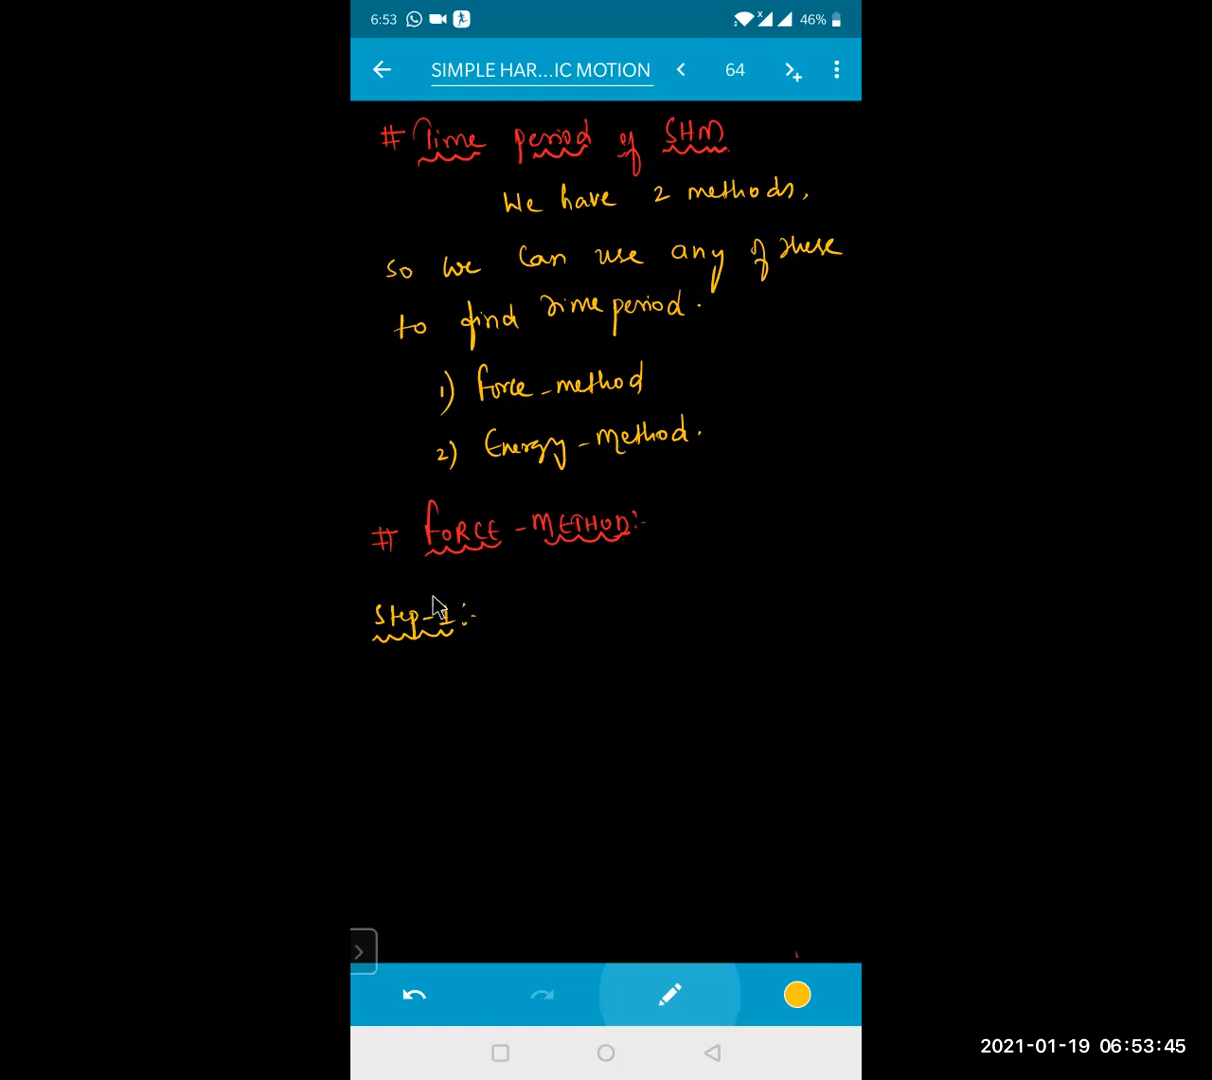 6:53
46%
SIMPLE HAR...IC MOTION
64
# Time period of SHM
We have 2 methods,
so we can use any of these
to find time period.
1) Force - method
2) Energy - Method.
# FORCE - METHOD:-
Step-1:-
2021-01-19 06:53:45